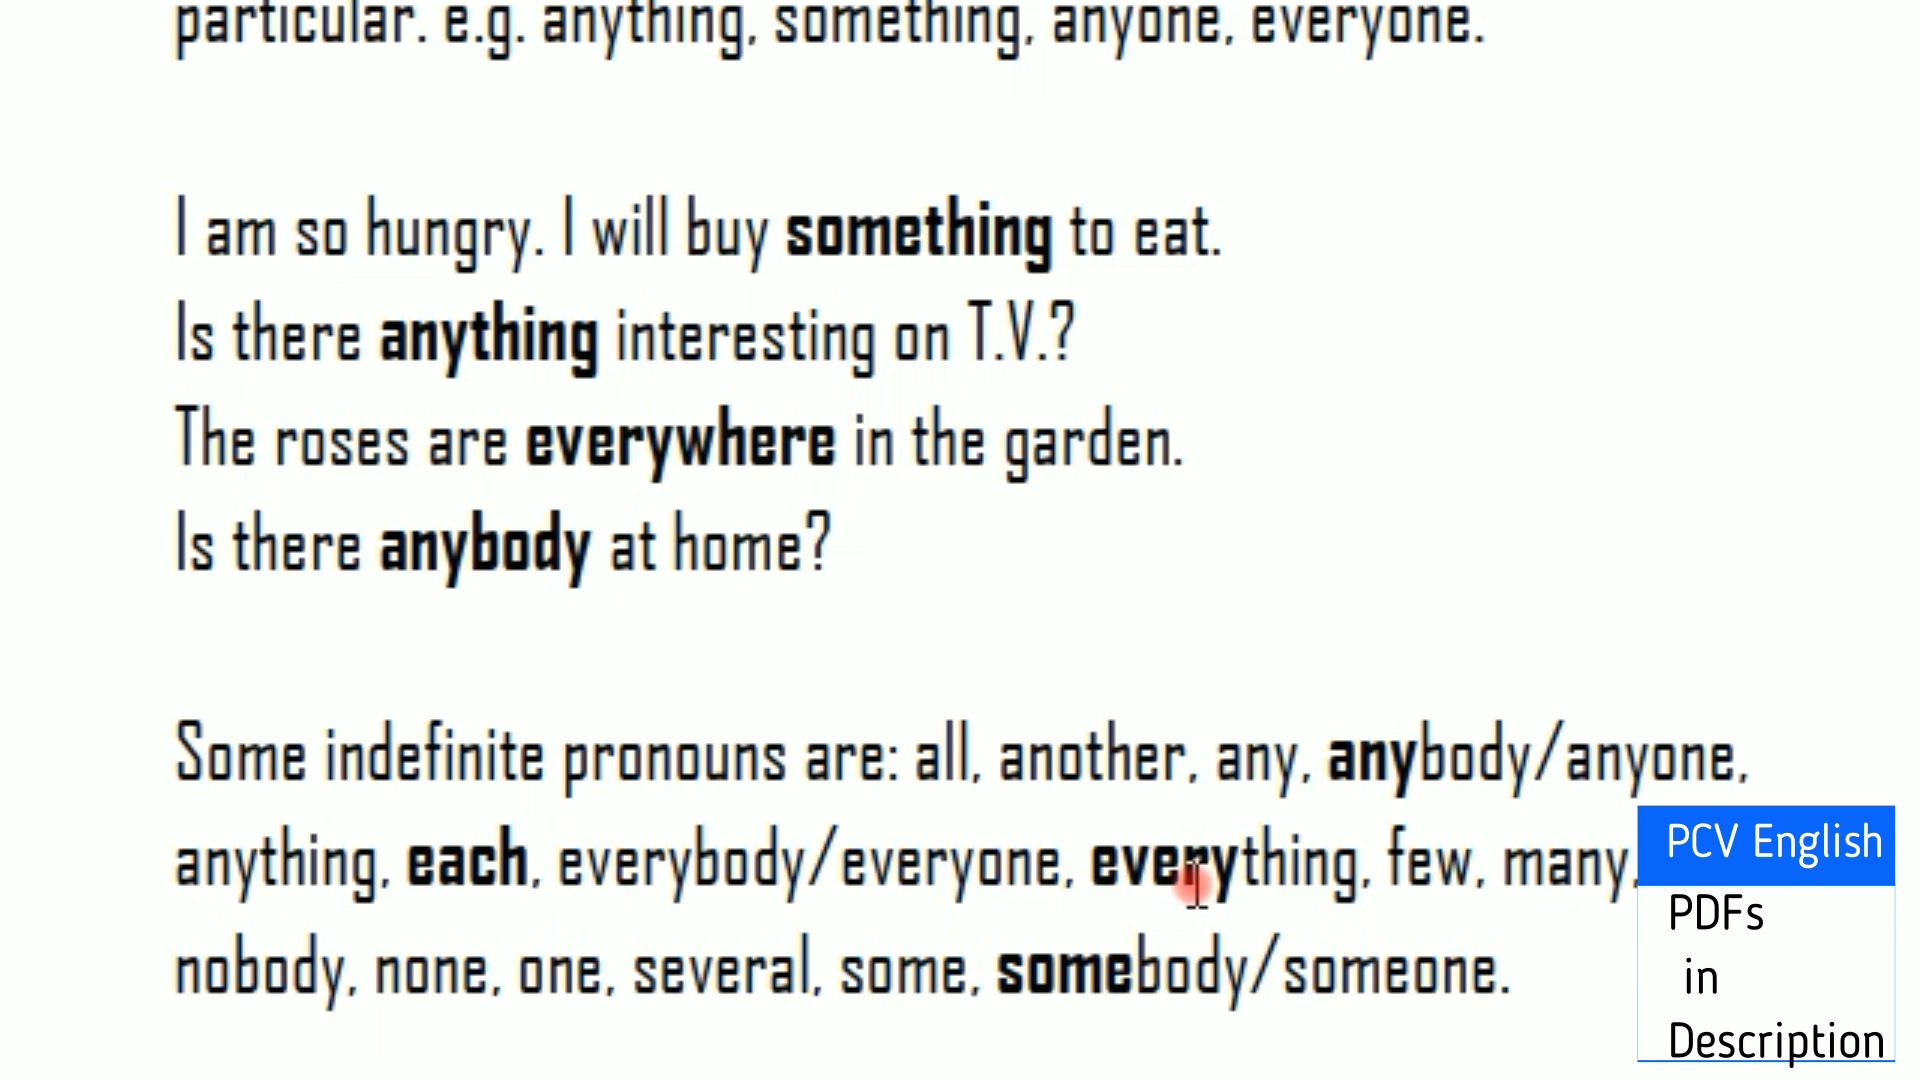 particular. e.g. anything, something, anyone, everyone.
I am so hungry. I will buy something to eat.
Is there anything interesting on T.V.?
The roses are everywhere in the garden.
Is there anybody at home?
Some indefinite pronouns are: all, another, any, anybody/anyone,
anything, each, everybody/everyone, everything, few, many,
nobody, none, one, several, some, somebody/someone.
PCV English
PDFs
in
Description